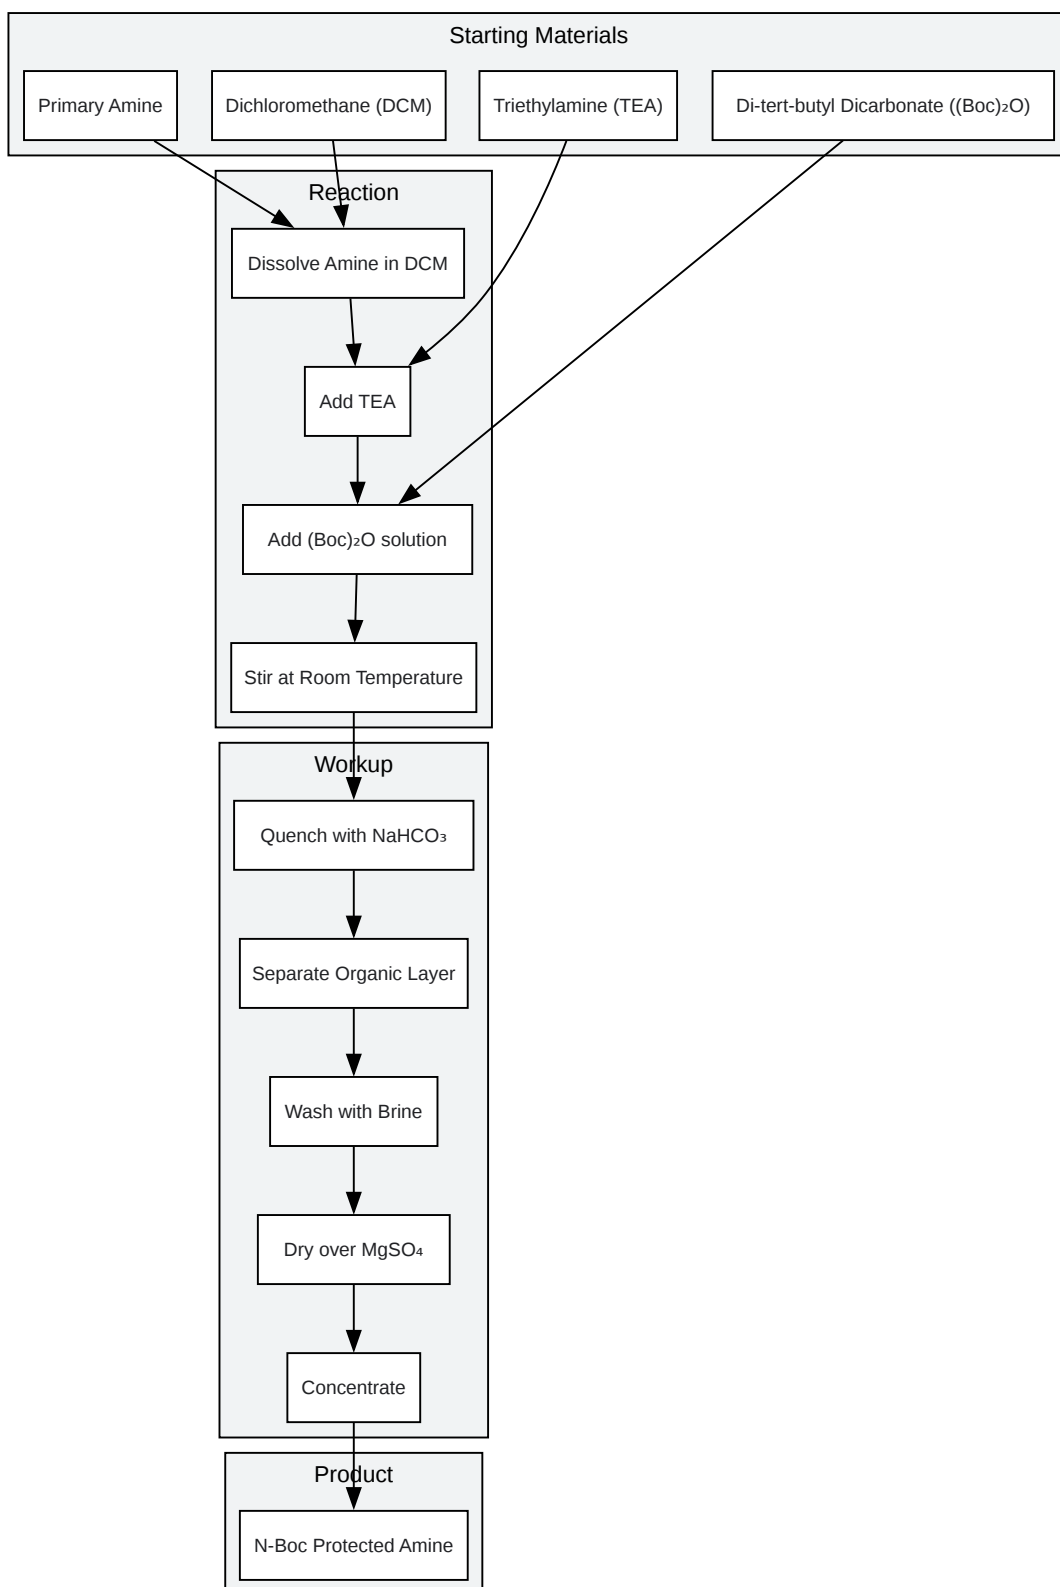 Starting Materials
Primary Amine
Dichloromethane (DCM)
Triethylamine (TEA)
Di-tert-butyl Dicarbonate ((Boc)₂O)
Reaction
Dissolve Amine in DCM
Add TEA
Add (Boc)₂O solution
Stir at Room Temperature
Workup
Quench with NaHCO₃
Separate Organic Layer
Wash with Brine
Dry over MgSO₄
Concentrate
Product
N-Boc Protected Amine